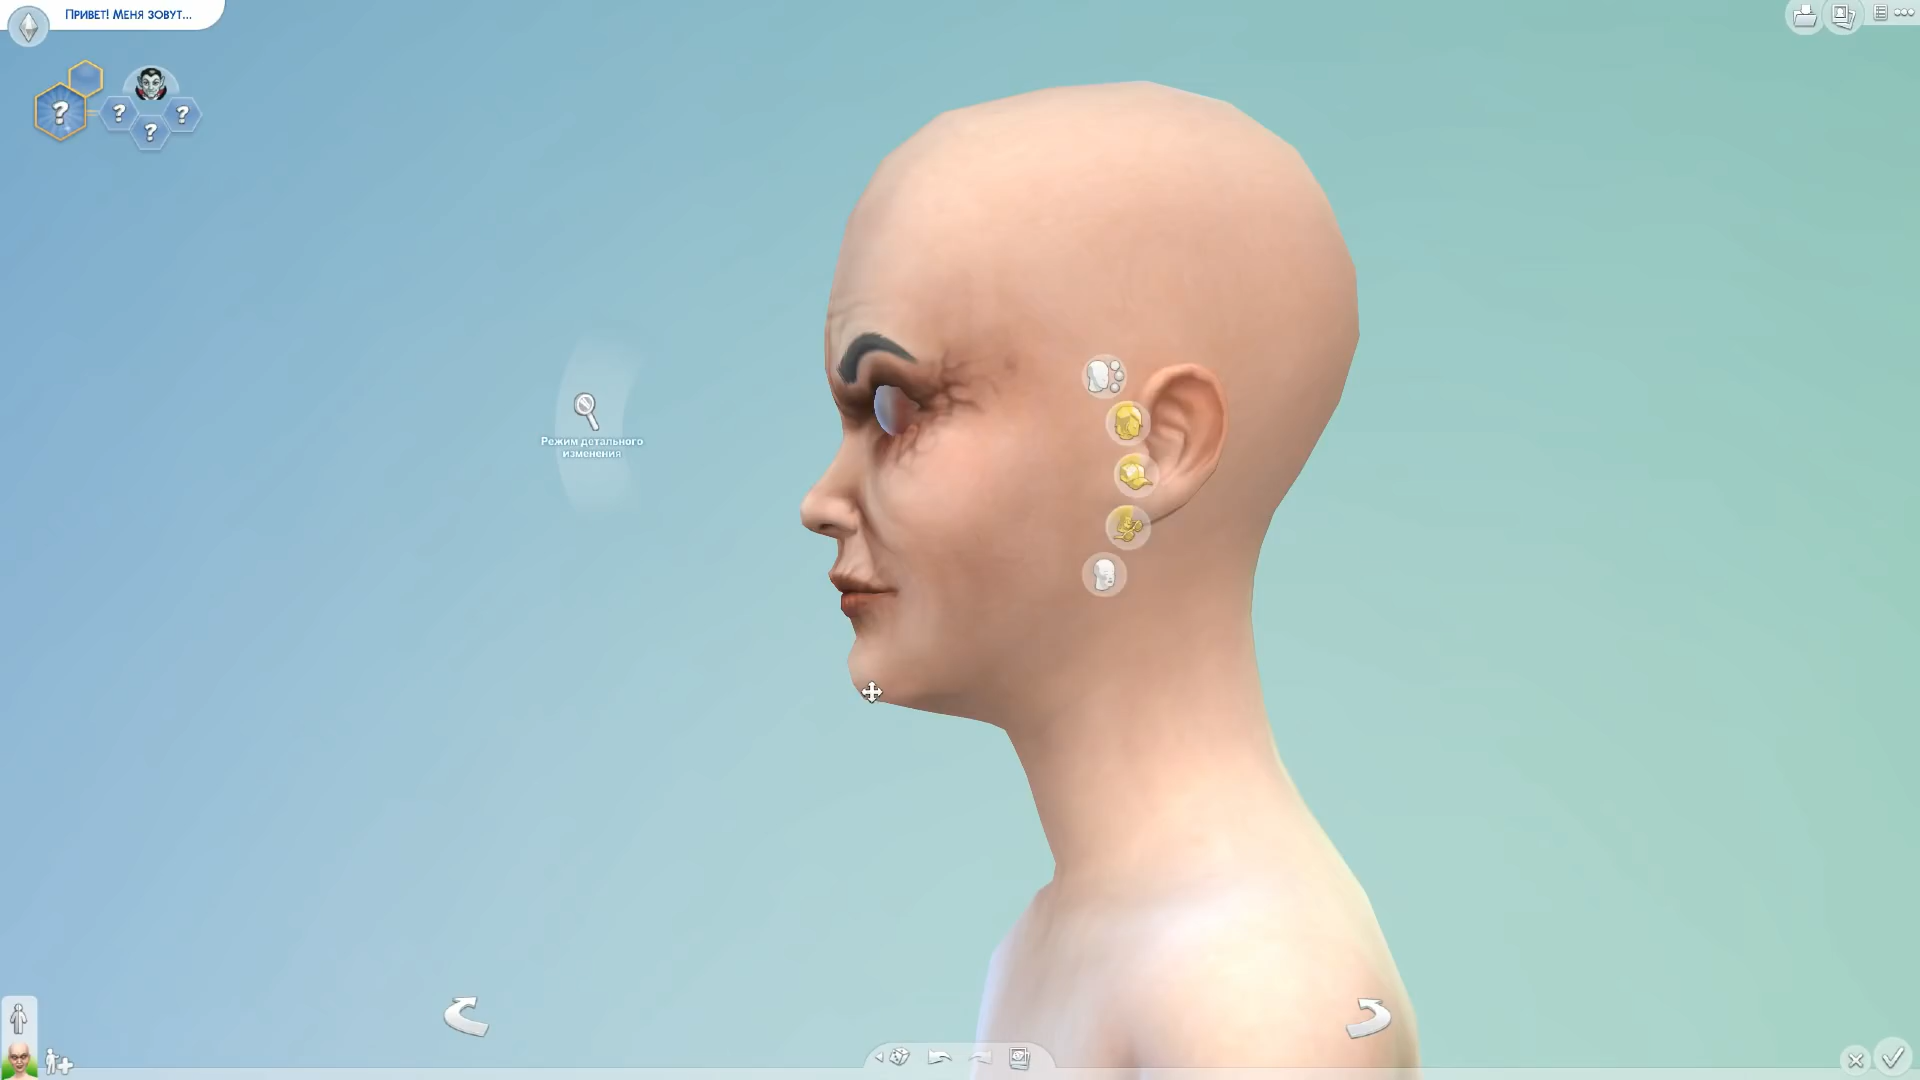 Привет! Меня зовут...
?
? ?
?
Режим детального
изменения